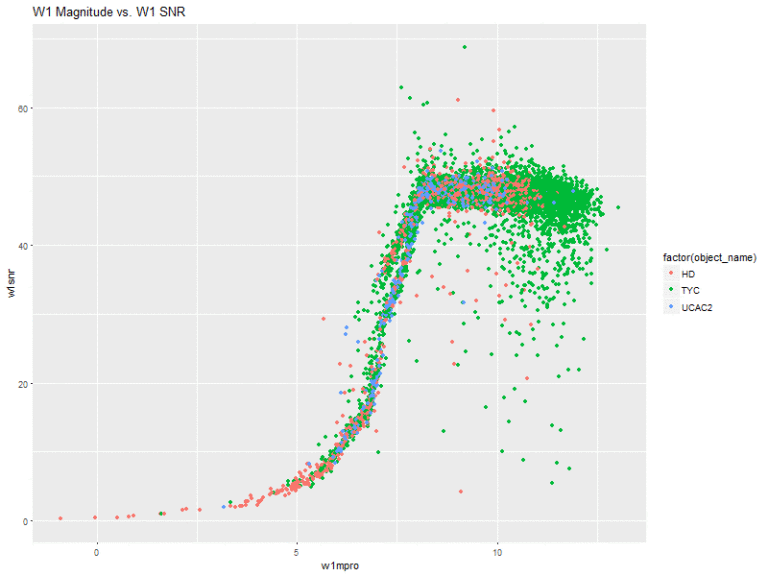 W1 Magnitude vs. W1 SNR
60
40
20
0
w1snr
0
5
10
w1mpro
factor(object_name)
HD
TYC
UCAC2